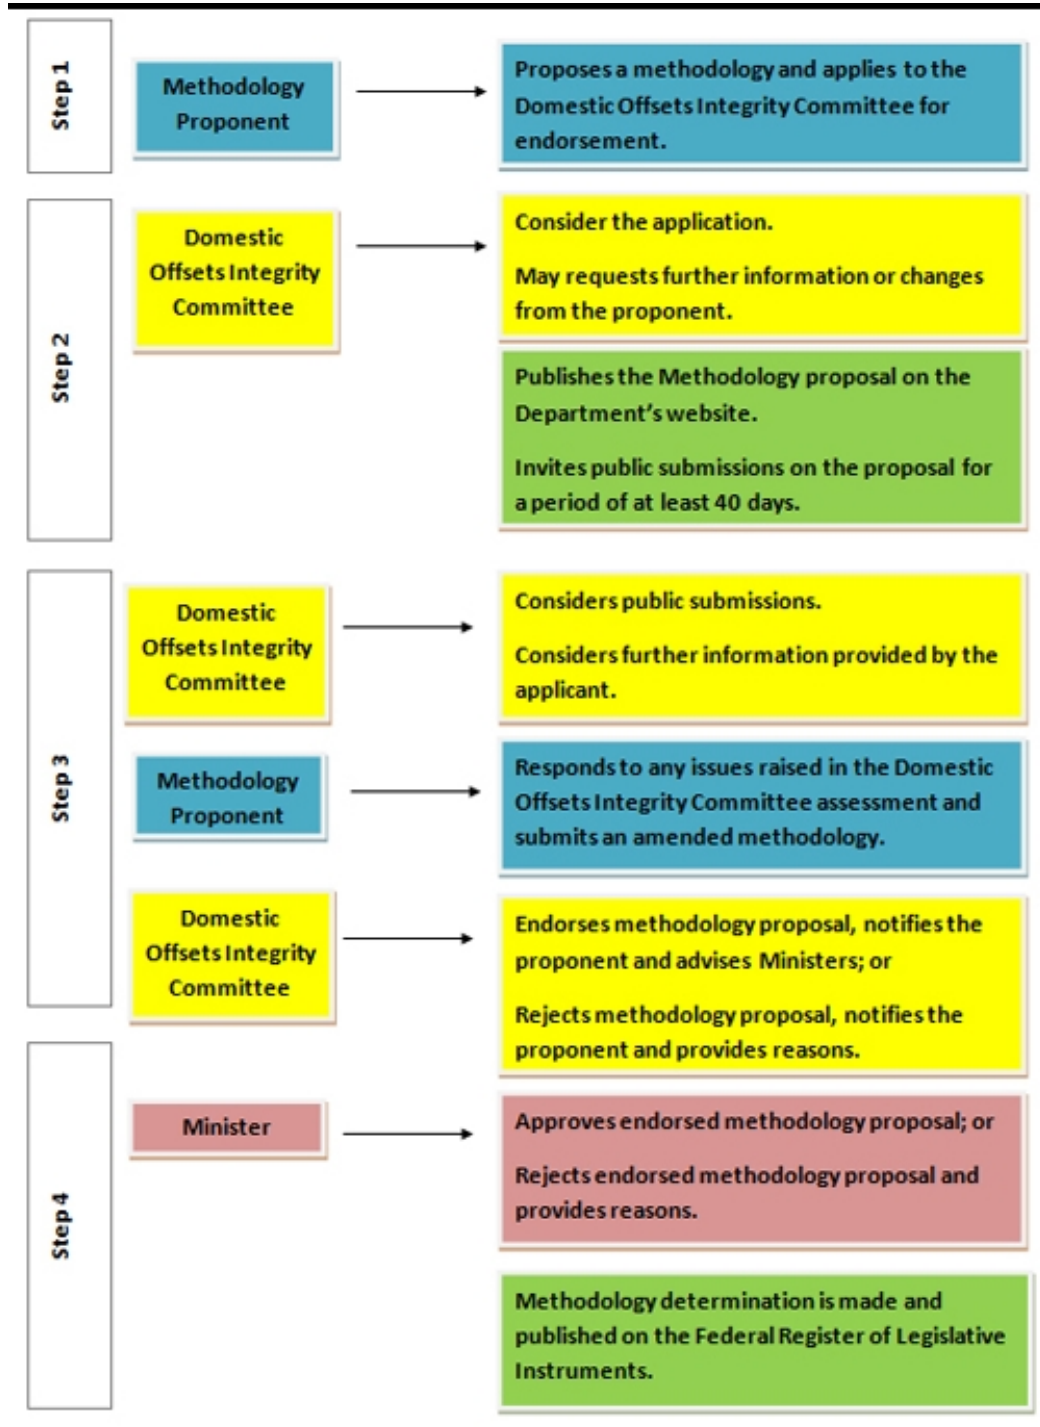 Step 1
Methodology
Proponent
Proposes a methodology and applies to the
Domestic Offsets Integrity Committee for
endorsement.
Step 2
Domestic
Offsets Integrity
Committee
Consider the application.
May requests further information or changes
from the proponent.
Publishes the Methodology proposal on the
Department's website.
Invites public submissions on the proposal for
a period of at least 40 days.
Step 3
Domestic
Offsets Integrity
Committee
Considers public submissions.
Considers further information provided by the
applicant.
Methodology
Proponent
Responds to any issues raised in the Domestic
Offsets Integrity Committee assessment and
submits an amended methodology.
Domestic
Offsets Integrity
Committee
Endorses methodology proposal, notifies the
proponent and advises Ministers; or
Rejects methodology proposal, notifies the
proponent and provides reasons.
Step 4
Minister
Approves endorsed methodology proposal; or
Rejects endorsed methodology proposal and
provides reasons.
Methodology determination is made and
published on the Federal Register of Legislative
Instruments.